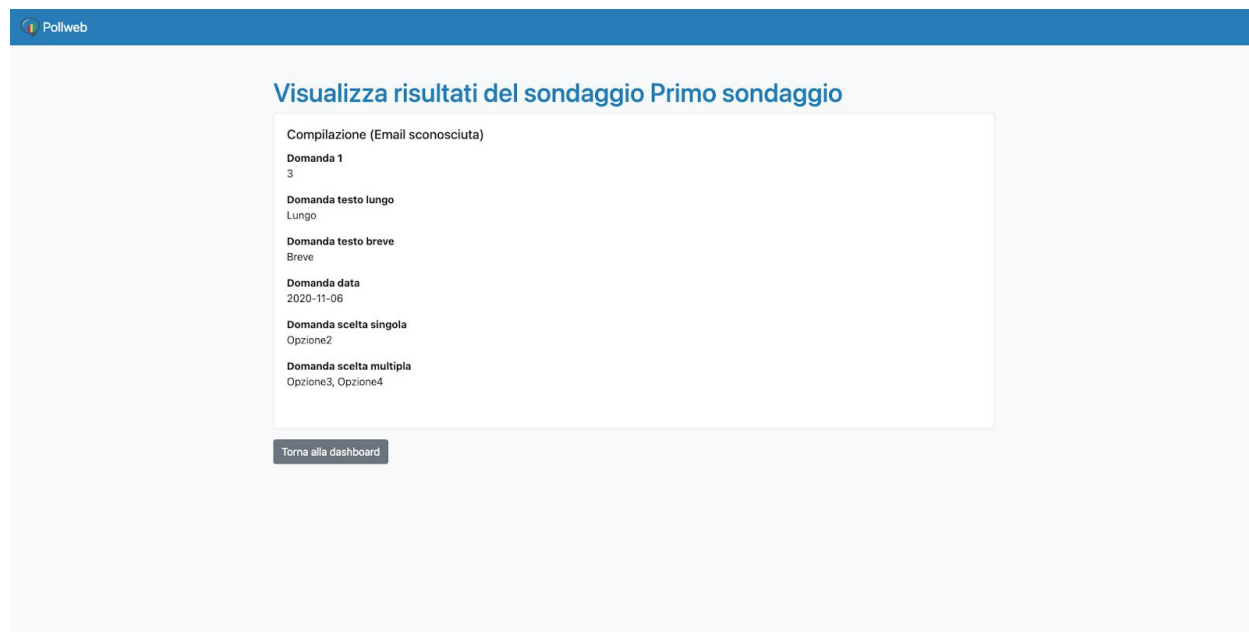 Pollweb
Visualizza risultati del sondaggio Primo sondaggio
Compilazione (Email sconosciuta)
Domanda 1
3
Domanda testo lungo
Lungo
Domanda testo breve
Breve
Domanda data
2020-11-06
Domanda scelta singola
Opzione2
Domanda scelta multipla
Opzione3, Opzione4
Torna alla dashboard